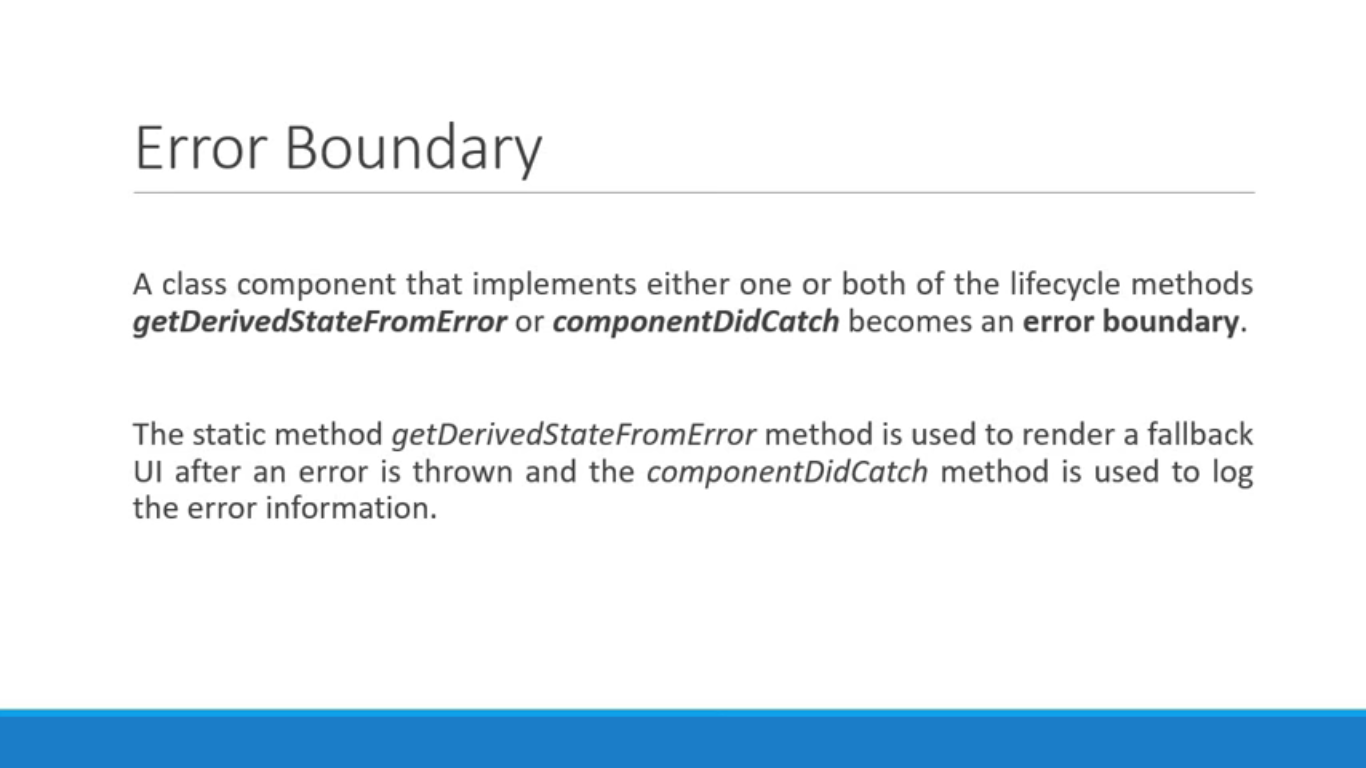 Error Boundary
A class component that implements either one or both of the lifecycle methods
getDerivedStateFromError or componentDidCatch becomes an error boundary.
The static method getDerivedStateFromError method is used to render a fallback
UI after an error is thrown and the componentDidCatch method is used to log
the error information.